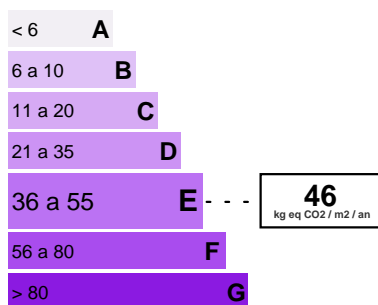 < 6 A
6 a 10 B
11 a 20 C
21 a 35 D
36 a 55 E - - - 46
kg eq CO2 / m2 / an
56 a 80 F
> 80 G